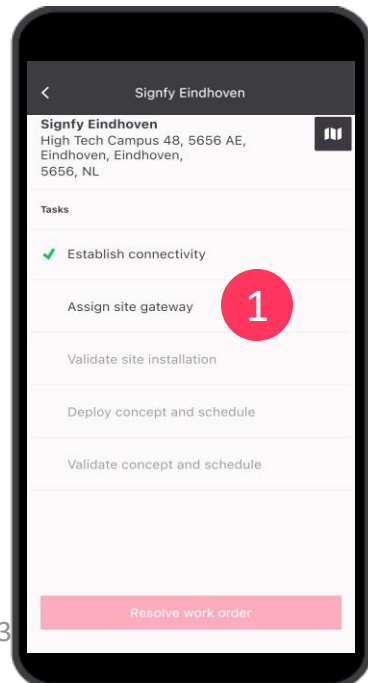 Signfy Eindhoven
Signfy Eindhoven
High Tech Campus 48, 5656 AE,
Eindhoven, Eindhoven,
5656, NL
Tasks
Establish connectivity
Assign site gateway
1
Validate site installation
Deploy concept and schedule
Validate concept and schedule
Resolve work order
3